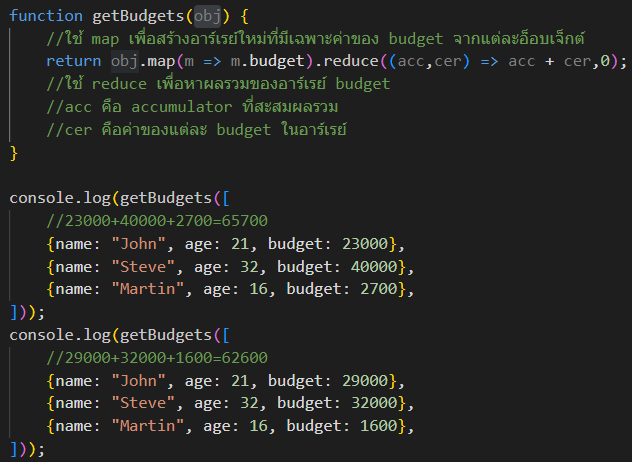 function getBudgets(obj) {
    //ใช้ map เพื่อสร้างอาร์เรย์ใหม่ที่มีเฉพาะค่าของ budget จากแต่ละอ็อบเจ็กต์
    return obj.map(m => m.budget).reduce((acc,cer) => acc + cer,0);
    //ใช้ reduce เพื่อหาผลรวมของอาร์เรย์ budget
    //acc คือ accumulator ที่สะสมผลรวม
    //cer คือค่าของแต่ละ budget ในอาร์เรย์
}
console.log(getBudgets([
    //23000+40000+2700=65700
    {name: "John", age: 21, budget: 23000},
    {name: "Steve", age: 32, budget: 40000},
    {name: "Martin", age: 16, budget: 2700},
]));
console.log(getBudgets([
    //29000+32000+1600=62600
    {name: "John", age: 21, budget: 29000},
    {name: "Steve", age: 32, budget: 32000},
    {name: "Martin", age: 16, budget: 1600},
]));